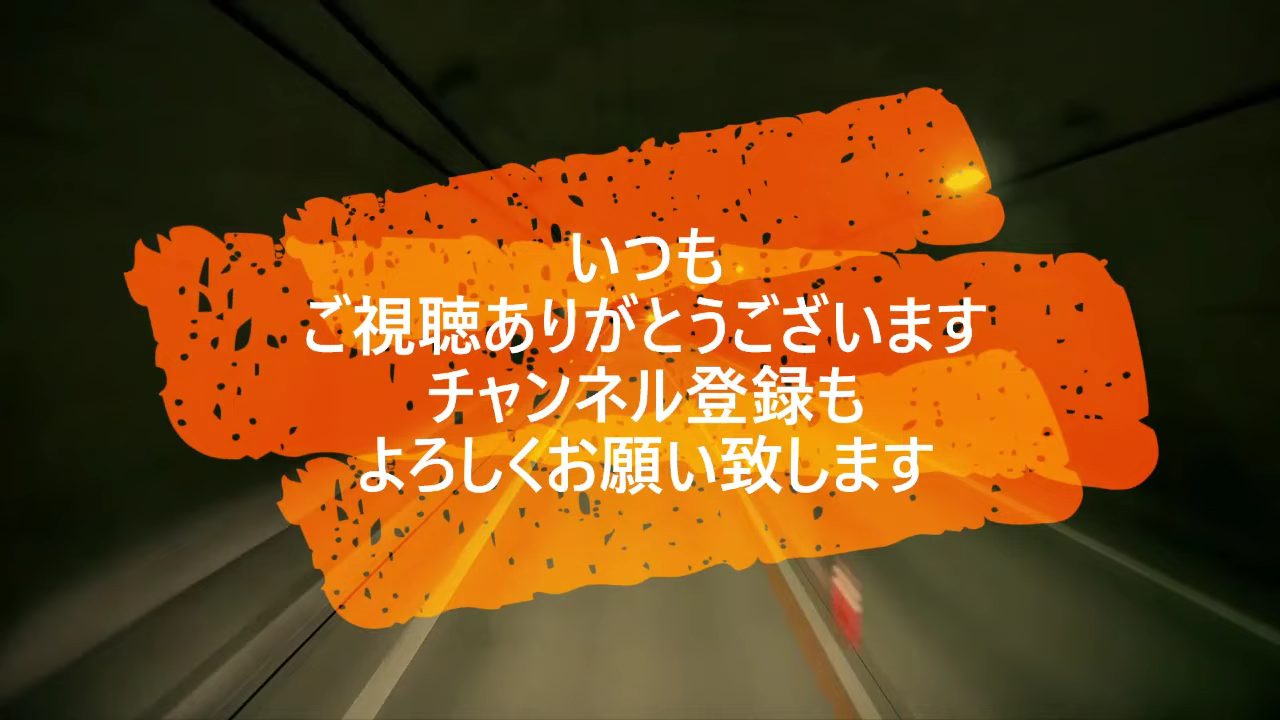 いつも
ご視聴ありがとうございます
チャンネル登録も
よろしくお願い致します